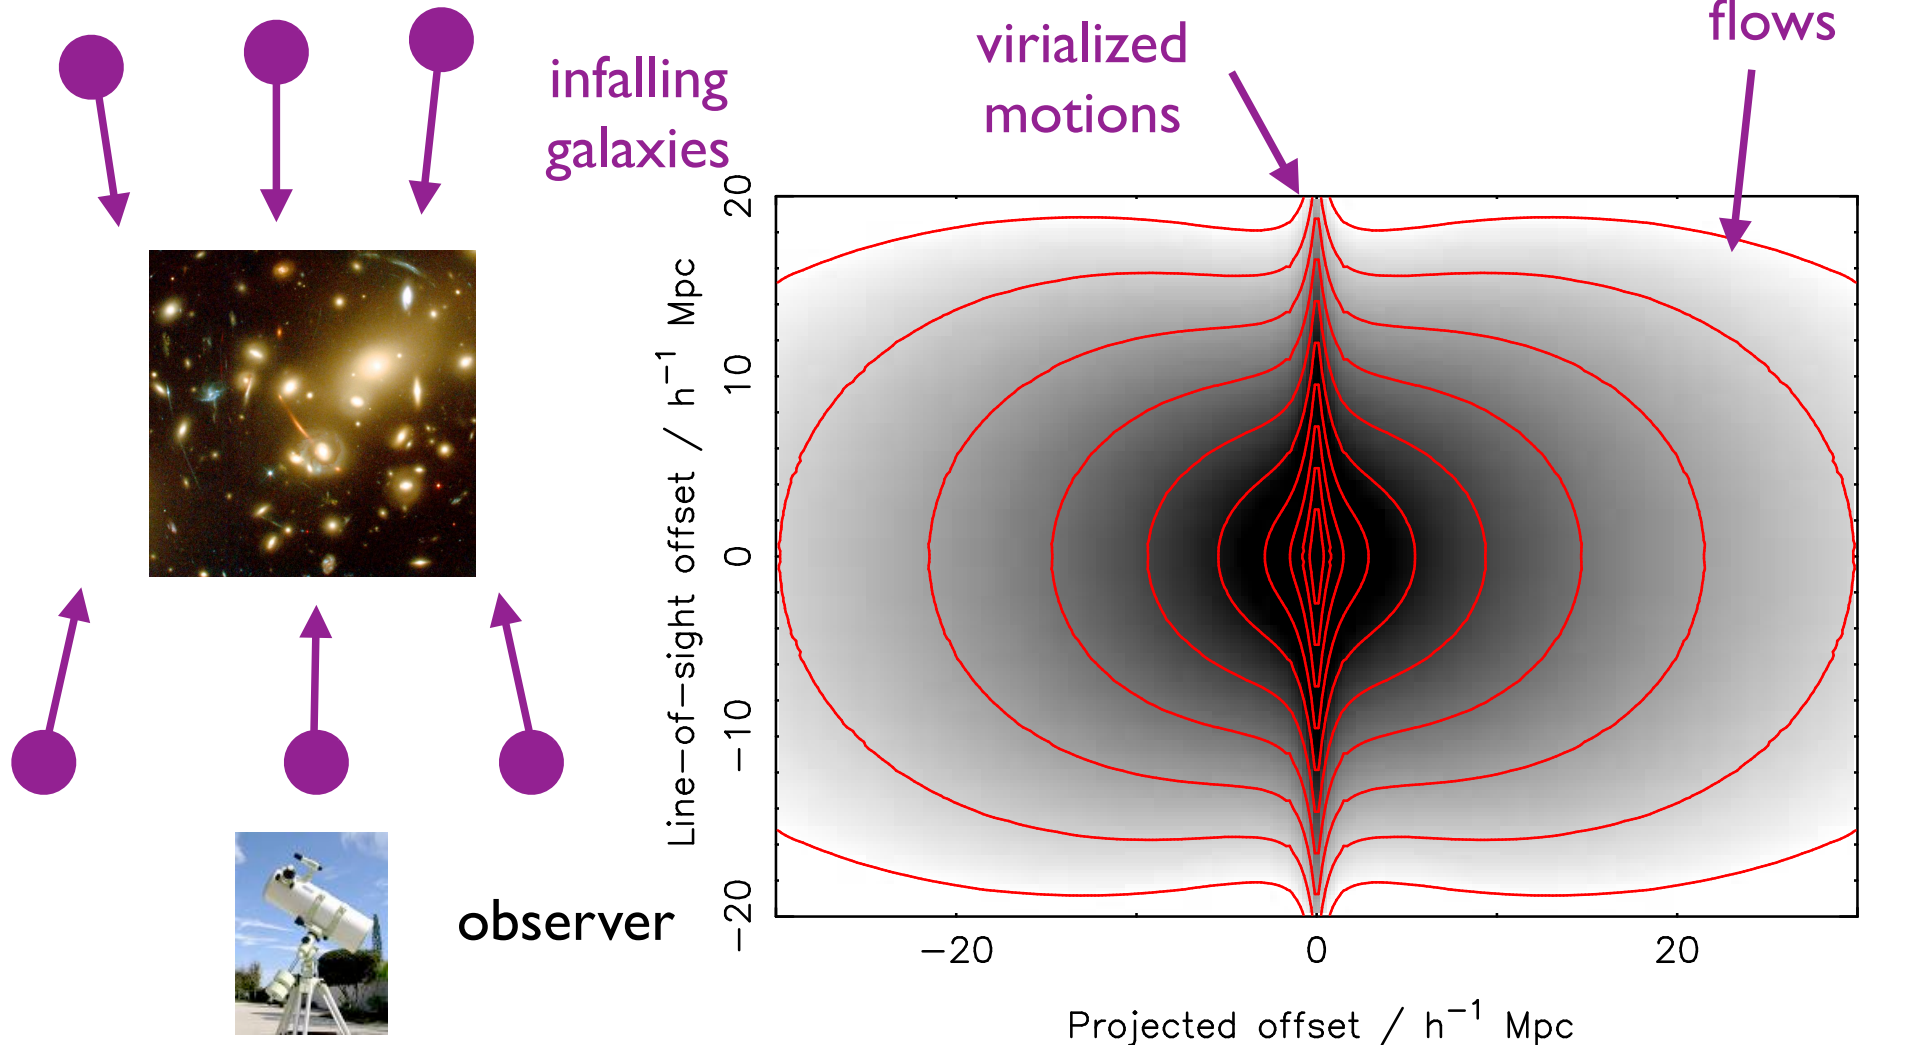 infalling
galaxies
virialized
motions
flows
observer
Line-of-sight offset / h⁻¹ Mpc
20
10
0
−10
−20
−20
0
20
Projected offset / h⁻¹ Mpc